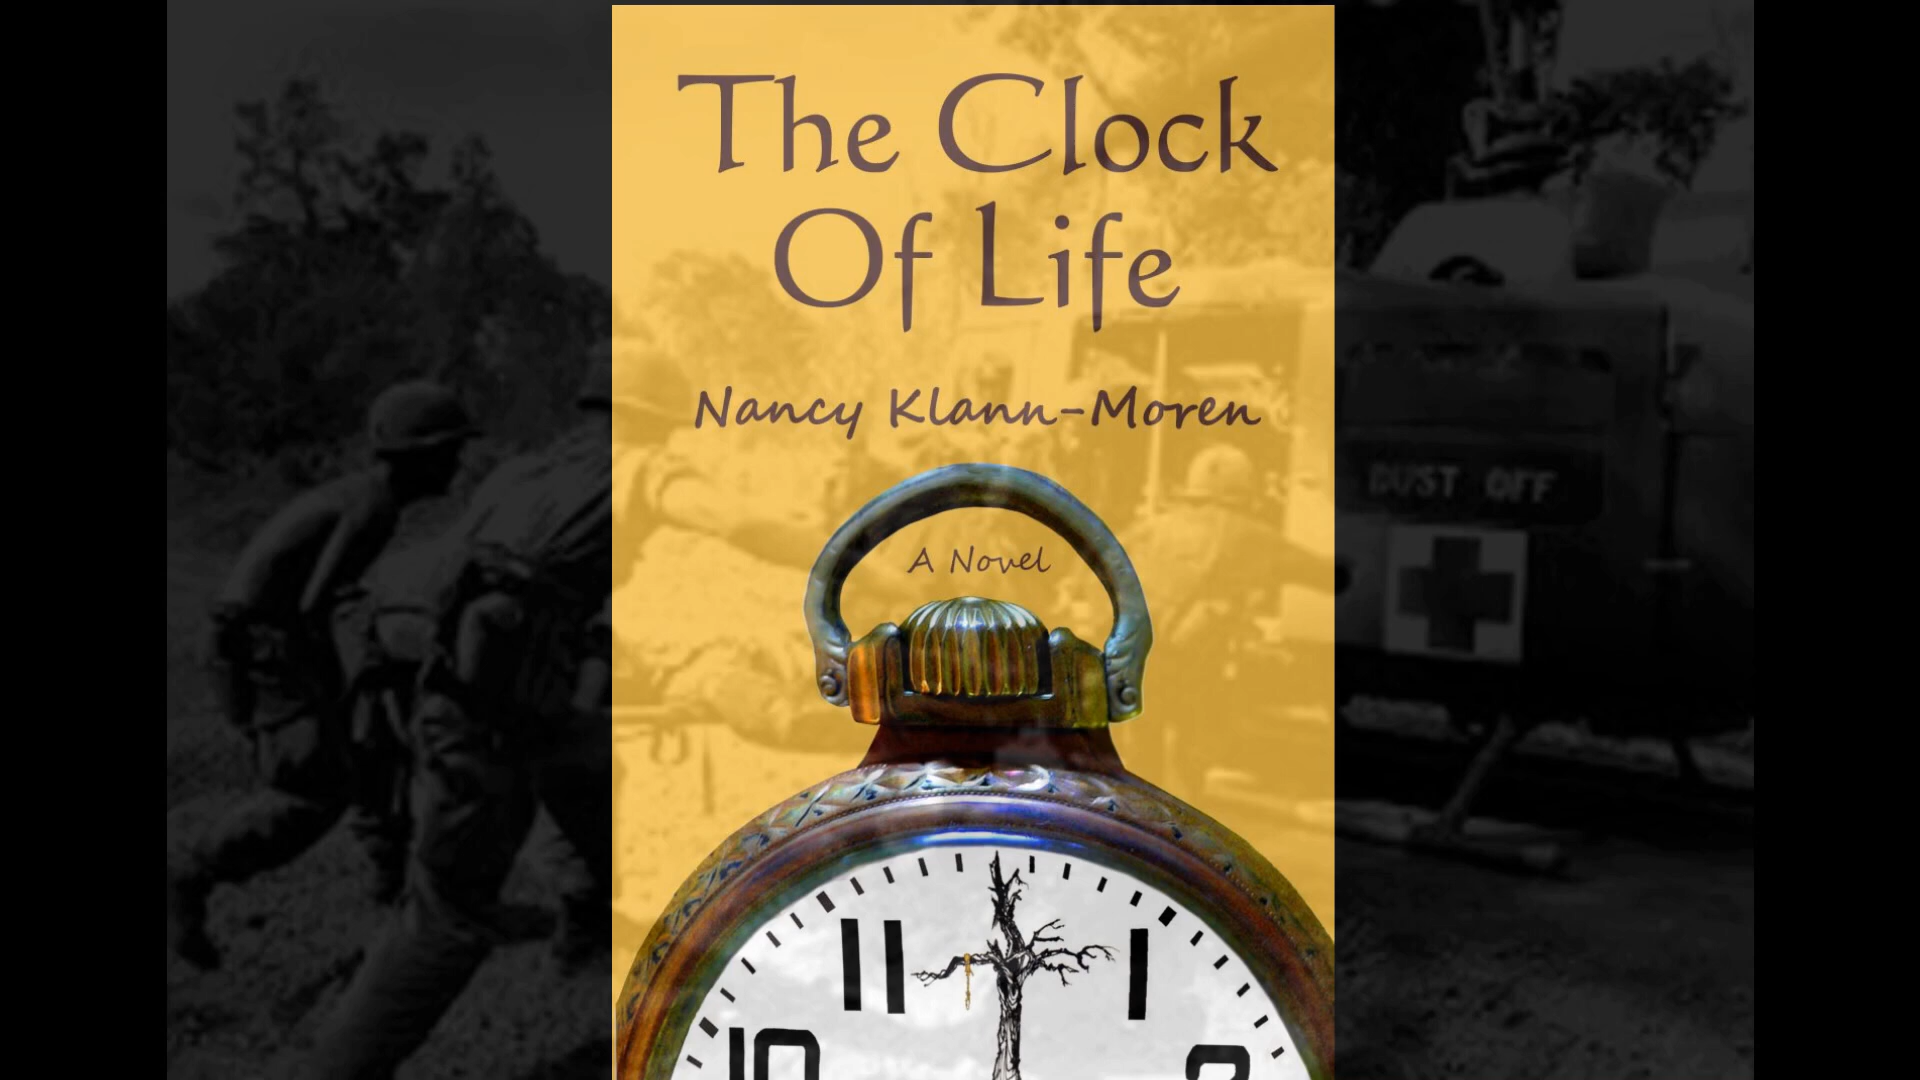 The Clock
Of Life
Nancy Klann-Moren
A Novel
DUST OFF
11
1
10
2